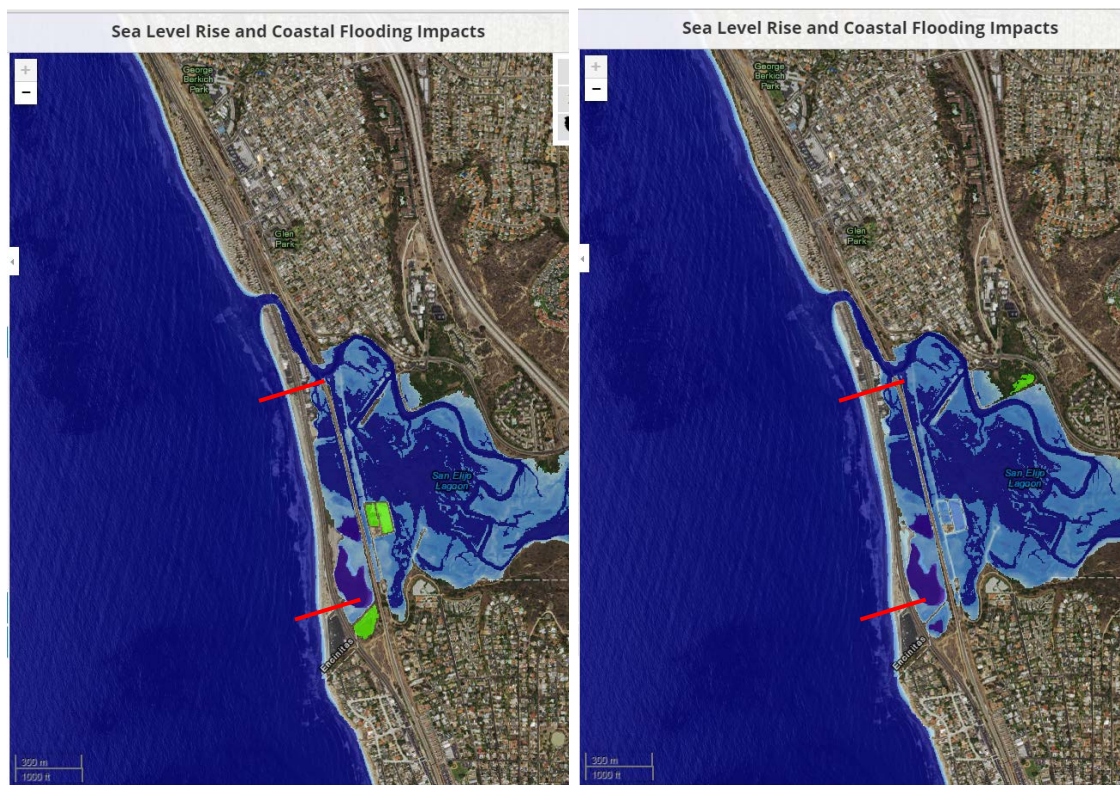 Sea Level Rise and Coastal Flooding Impacts
+
−
George
Berkich
Park
Glen
Park
San Elijo
Lagoon
Encinitas
300 m
1000 ft
Sea Level Rise and Coastal Flooding Impacts
+
−
George
Berkich
Park
Glen
Park
San Elijo
Lagoon
Encinitas
300 m
1000 ft